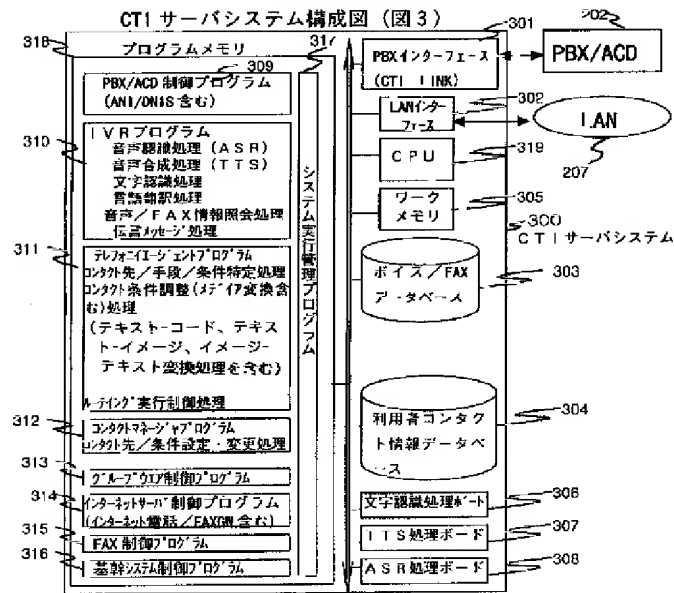 CTIサーバシステム構成図（図3）
318
プログラムメモリ
317
309
PBX/ACD 制御プログラム
（ANI/DNIS 含む）
310
IVRプログラム
音声認識処理（ASR）
音声合成処理（TTS）
文字認識処理
言語翻訳処理
音声／FAX情報照会処理
伝言メッセージ処理
311
テレフォニイエージェントプログラム
コンタクト先／手段／条件特定処理
コンタクト条件調整（メディア変換含
む）処理
（テキスト-コード、テキス
ト-イメージ、イメージ-
テキスト変換処理を含む）
ルーティング実行制御処理
312
コンタクトマネージャプログラム
コンタクト先／条件設定・変更処理
313
グループウエア制御プログラム
314
インターネットサーバ制御プログラム
（インターネット電話／FAXGW含む）
315
FAX 制御プログラム
316
基幹システム制御プログラム
システム実行管理プログラム
301
PBXインターフェース
（CTI LINK）
202
PBX/ACD
302
LANインター
フェース
LAN
207
CPU
319
ワーク
メモリ
305
300
CTIサーバシステム
ボイス／FAX
データベース
303
利用者コンタク
ト情報データベ
ース
304
文字認識処理ボート
306
TTS処理ボード
307
ASR処理ボード
308